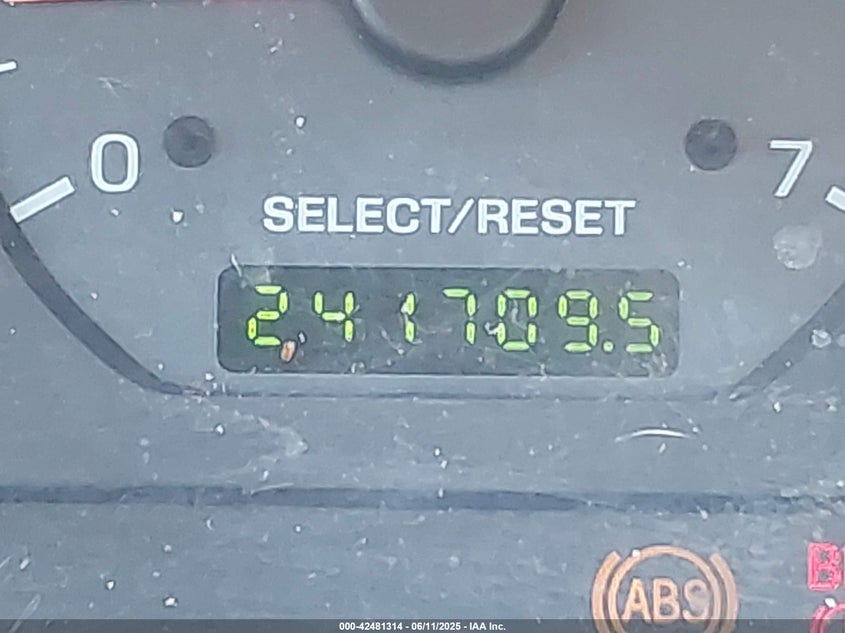 0
7
SELECT/RESET
241709.5
ABS
000-42481314 - 06/11/2025 - IAA Inc.